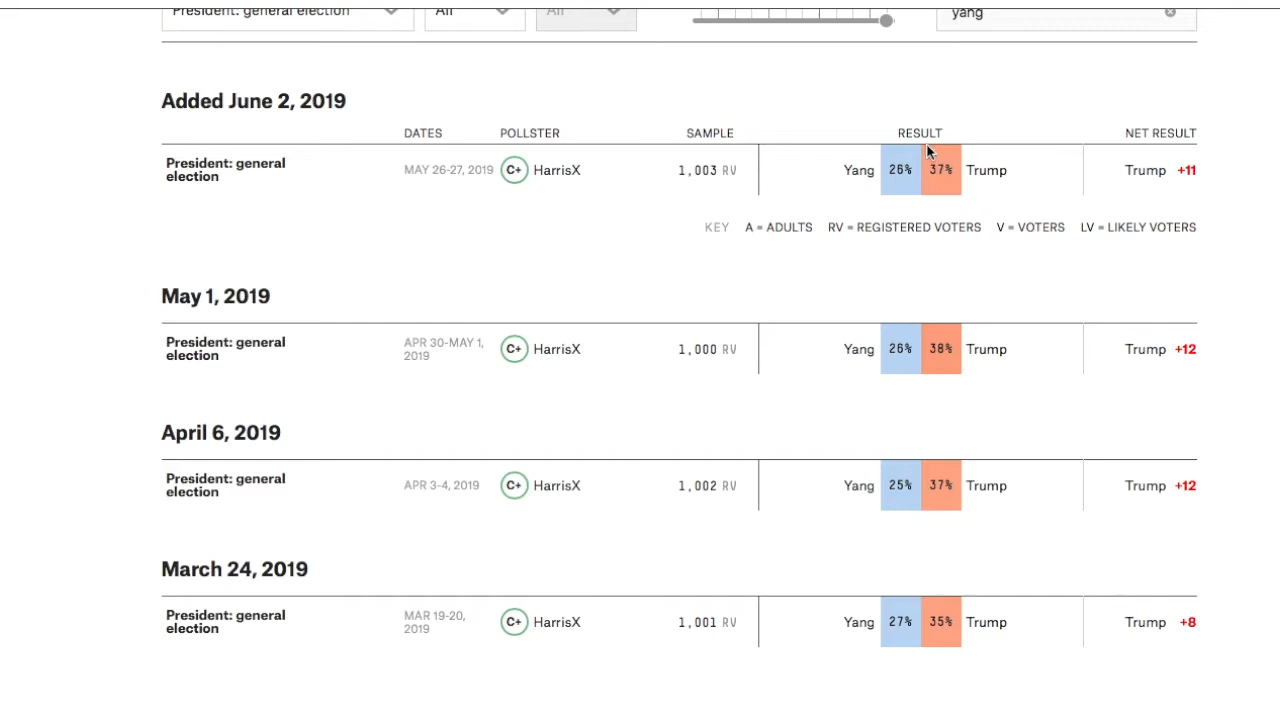 President: general election All All yang
Added June 2, 2019
DATES POLLSTER SAMPLE RESULT NET RESULT
President: general
election
MAY 26-27, 2019 C+ HarrisX 1,003 RV Yang 26% 37% Trump Trump +11
KEY A = ADULTS RV = REGISTERED VOTERS V = VOTERS LV = LIKELY VOTERS
May 1, 2019
President: general
election
APR 30-MAY 1,
2019
C+ HarrisX 1,000 RV Yang 26% 38% Trump Trump +12
April 6, 2019
President: general
election
APR 3-4, 2019 C+ HarrisX 1,002 RV Yang 25% 37% Trump Trump +12
March 24, 2019
President: general
election
MAR 19-20,
2019
C+ HarrisX 1,001 RV Yang 27% 35% Trump Trump +8